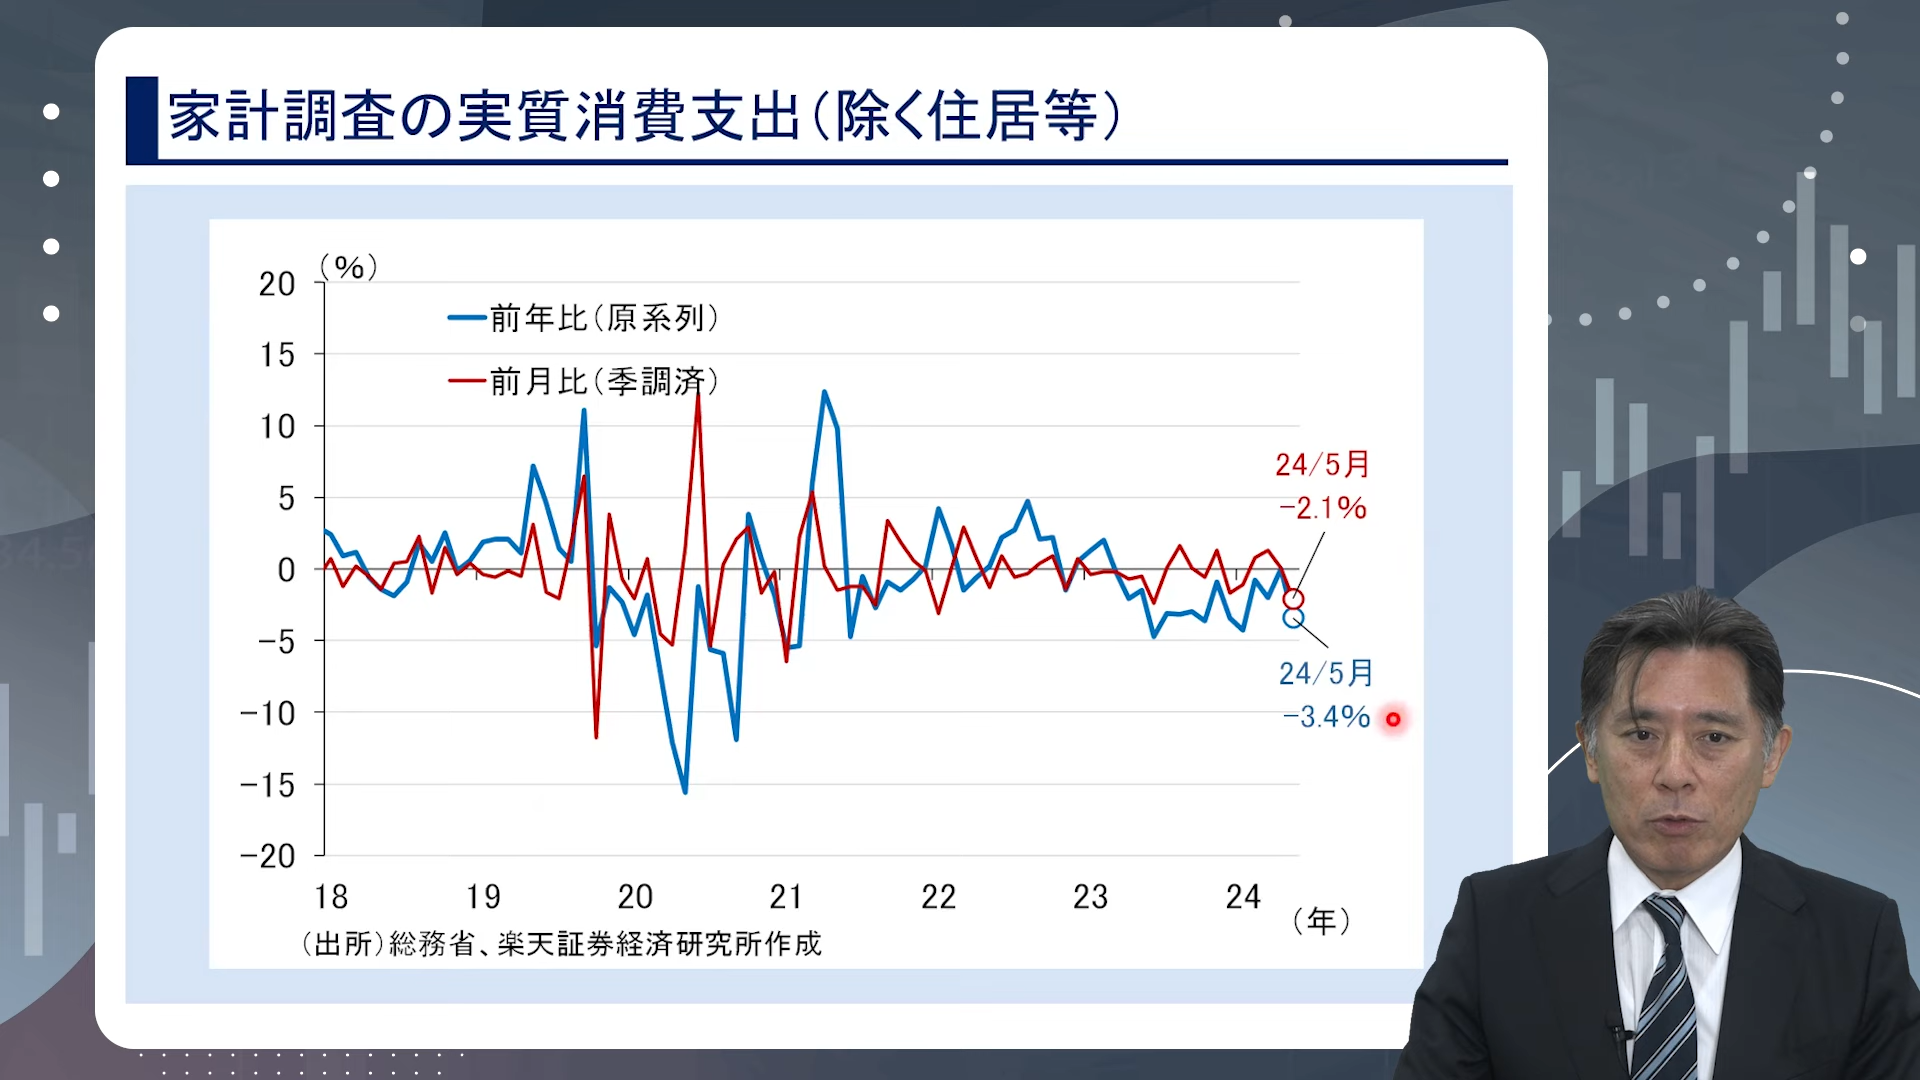 家計調査の実質消費支出（除く住居等）
（%）
20
15
10
5
0
−5
−10
−15
−20
前年比（原系列）
前月比（季調済）
24/5月
−2.1%
24/5月
−3.4%
18 19 20 21 22 23 24
（年）
（出所）総務省、楽天証券経済研究所作成